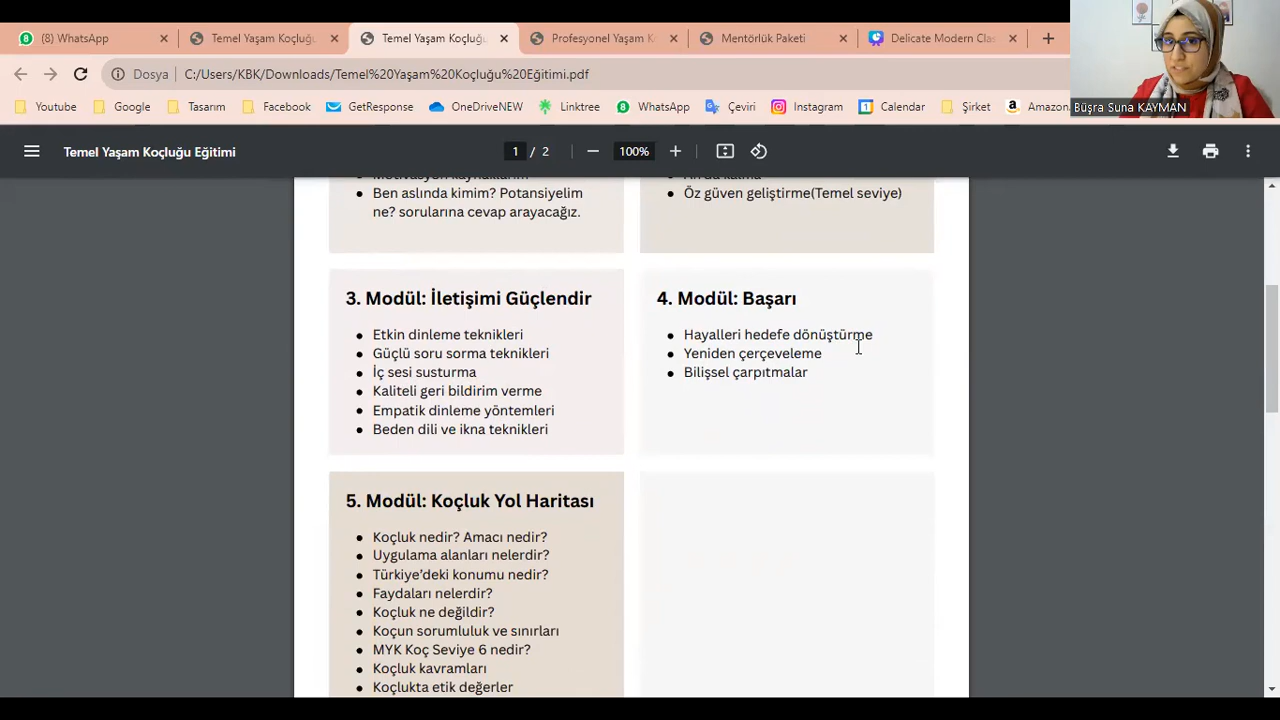 (8) WhatsApp
Temel Yaşam Koçluğu
Temel Yaşam Koçluğu
Profesyonel Yaşam K
Mentörlük Paketi
Delicate Modern Clas
Dosya
C:/Users/KBK/Downloads/Temel%20Yaşam%20Koçluğu%20Eğitimi.pdf
Youtube
Google
Tasarım
Facebook
GetResponse
OneDriveNEW
Linktree
WhatsApp
Çeviri
Instagram
Calendar
Şirket
Amazon
Büşra Suna KAYMAN
Temel Yaşam Koçluğu Eğitimi
1 / 2
100%
Motivasyon kaynaklarım
Ben aslında kimim? Potansiyelim
ne? sorularına cevap arayacağız.
An'da kalma
Öz güven geliştirme(Temel seviye)
3. Modül: İletişimi Güçlendir
Etkin dinleme teknikleri
Güçlü soru sorma teknikleri
İç sesi susturma
Kaliteli geri bildirim verme
Empatik dinleme yöntemleri
Beden dili ve ikna teknikleri
4. Modül: Başarı
Hayalleri hedefe dönüştürme
Yeniden çerçeveleme
Bilişsel çarpıtmalar
5. Modül: Koçluk Yol Haritası
Koçluk nedir? Amacı nedir?
Uygulama alanları nelerdir?
Türkiye'deki konumu nedir?
Faydaları nelerdir?
Koçluk ne değildir?
Koçun sorumluluk ve sınırları
MYK Koç Seviye 6 nedir?
Koçluk kavramları
Koçlukta etik değerler